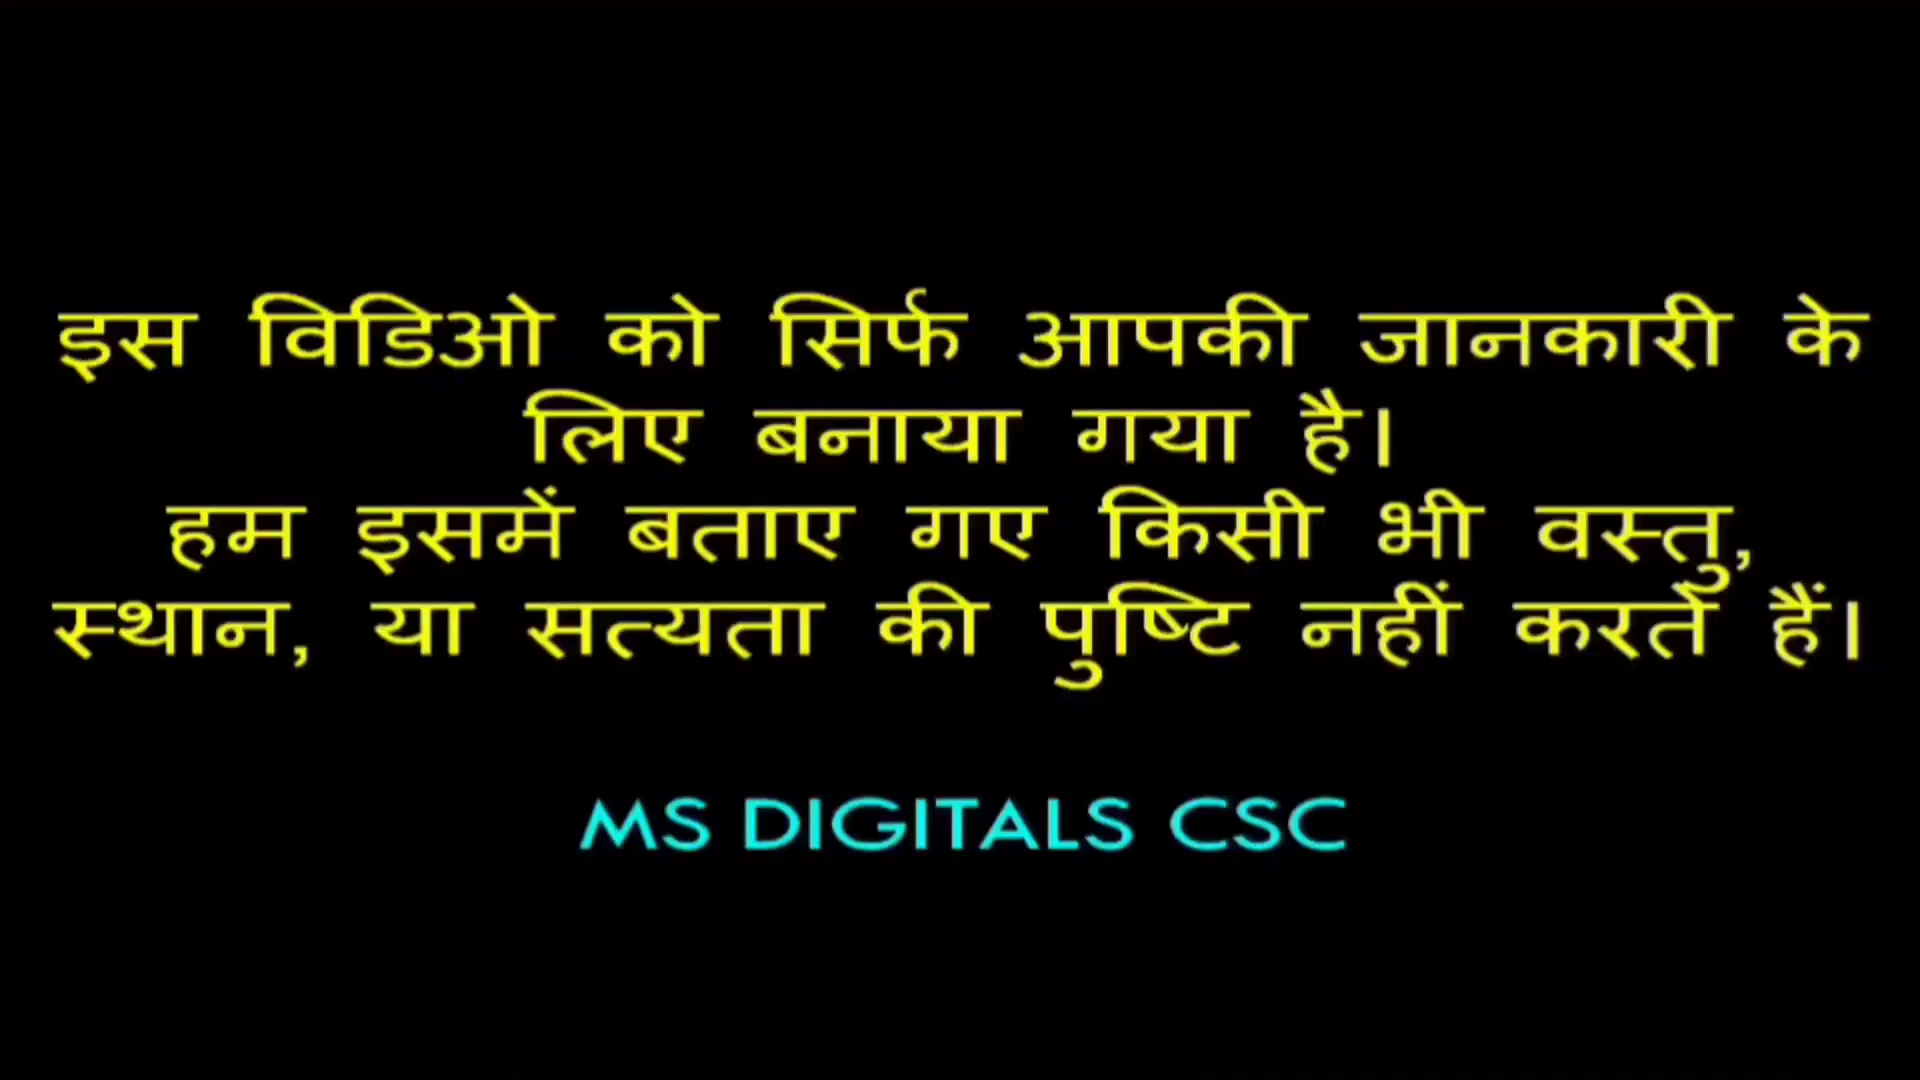 इस विडिओ को सिर्फ आपकी जानकारी के
लिए बनाया गया है।
हम इसमें बताए गए किसी भी वस्तु,
स्थान, या सत्यता की पुष्टि नहीं करते हैं।
MS DIGITALS CSC